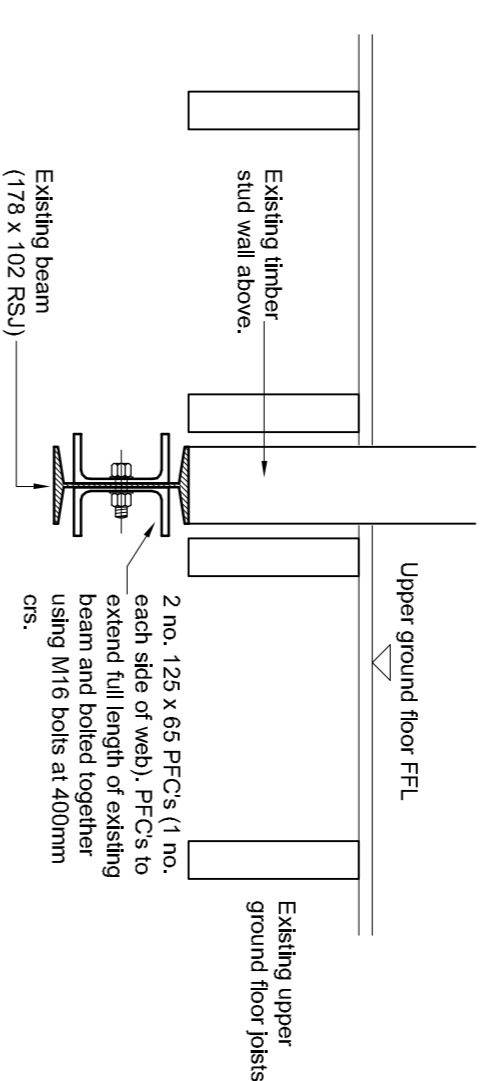 Upper ground floor FFL
Existing upper
ground floor joists
Existing timber
stud wall above.
2 no. 125 x 65 PFC's (1 no.
each side of web). PFC's to
extend full length of existing
beam and bolted together
using M16 bolts at 400mm
crs.
Existing beam
(178 x 102 RSJ)